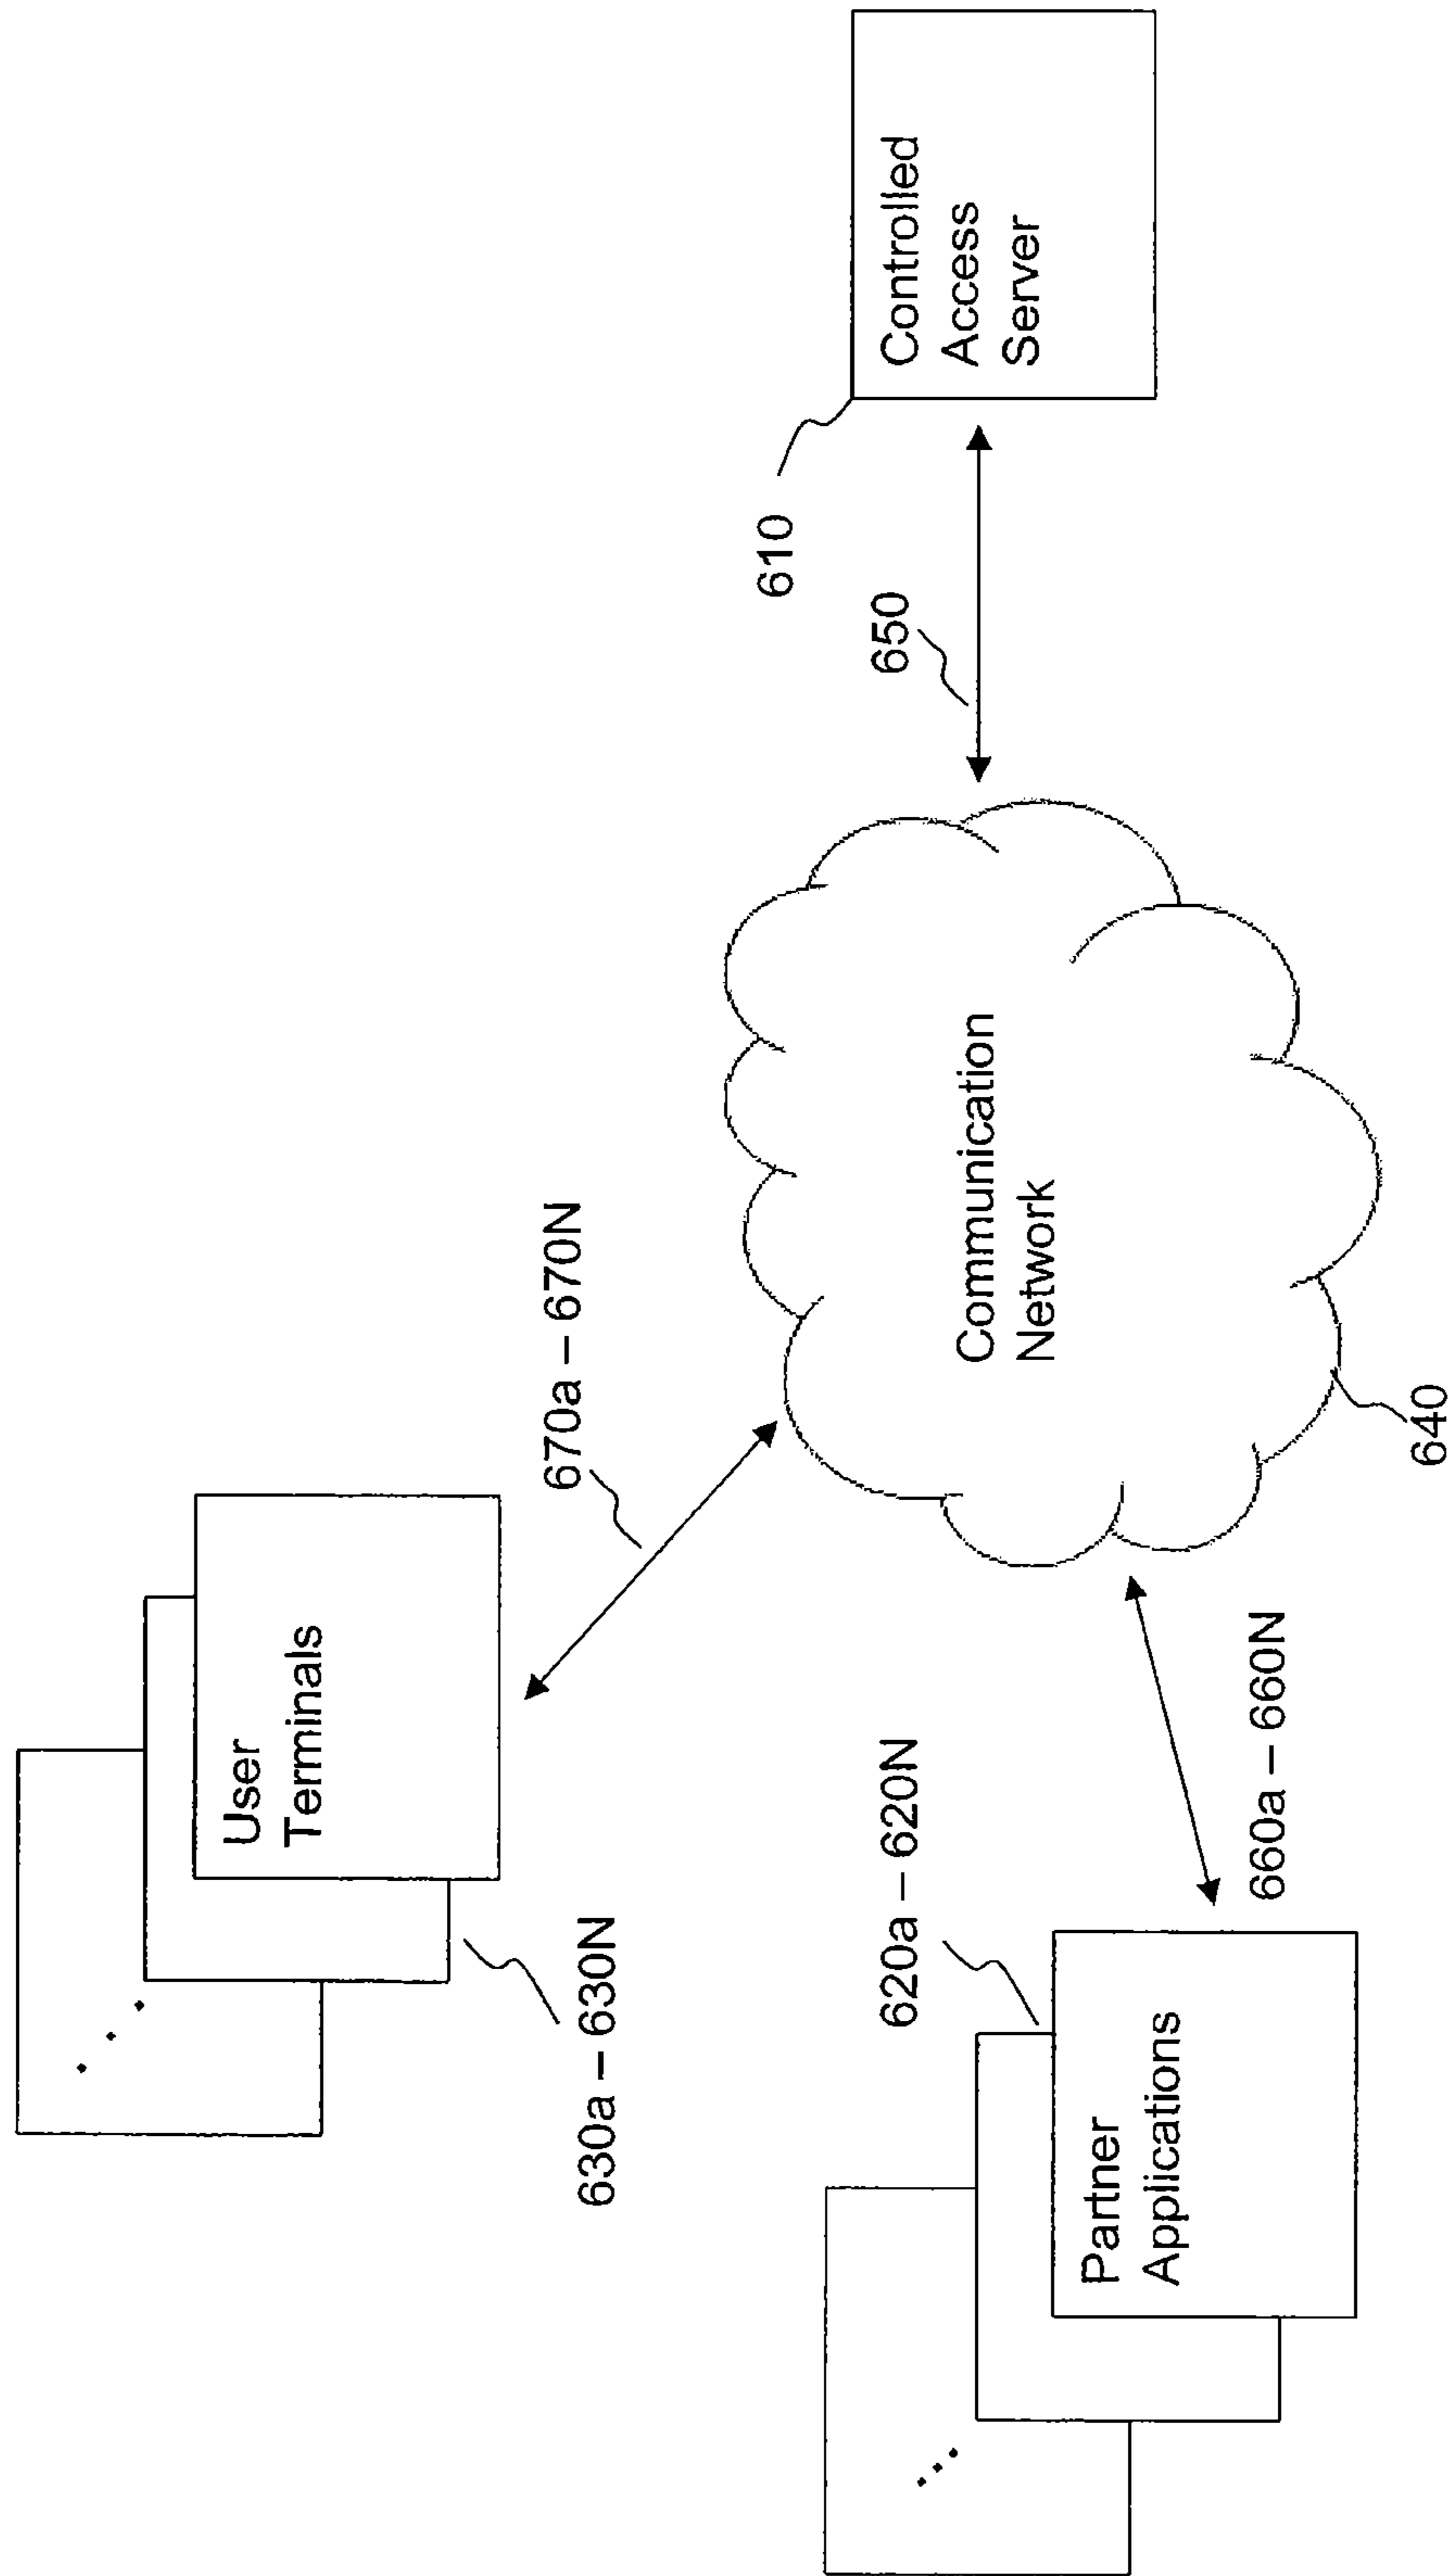 User
Terminals
630a – 630N
670a – 670N
Partner
Applications
620a – 620N
660a – 660N
Communication
Network
640
650
610
Controlled
Access
Server